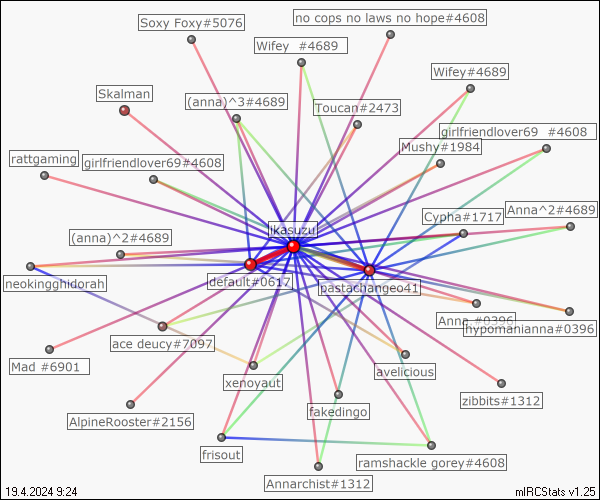 no cops no laws no hope#4608
Soxy Foxy#5076
Wifey  #4689
Wifey#4689
Skalman
(anna)^3#4689
Toucan#2473
girlfriendlover69  #4608
Mushy#1984
rattgaming
girlfriendlover69#4608
Anna^2#4689
Cypha#1717
ikasuzu
(anna)^2#4689
neokingghidorah
default#0617
pastachangeo41
Anna #0396
hypomanianna#0396
ace deucy#7097
Mad #6901
avelicious
xenoyaut
zibbits#1312
fakedingo
AlpineRooster#2156
frisout
ramshackle gorey#4608
Annarchist#1312
19.4.2024 9:24
mIRCStats v1.25